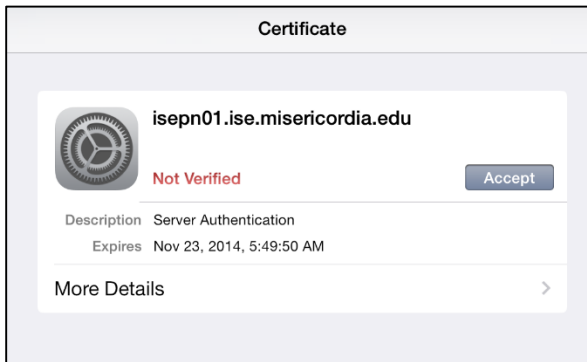 Certificate
isepn01.ise.misericordia.edu
Not Verified
Accept
Description Server Authentication
Expires Nov 23, 2014, 5:49:50 AM
More Details